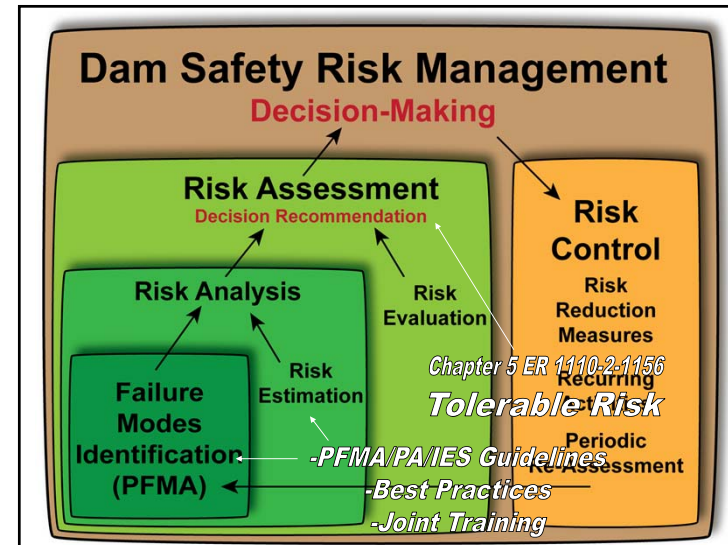 Dam Safety Risk Management
Decision-Making
Risk Assessment
Decision Recommendation
Risk Analysis
Risk
Evaluation
Risk
Estimation
Failure
Modes
Identification
(PFMA)
Risk
Control
Risk
Reduction
Measures
Recurring
Periodic
Re-Assessment
Chapter 5 ER 1110-2-1156
Tolerable Risk
-PFMA/PA/IES Guidelines
-Best Practices
-Joint Training